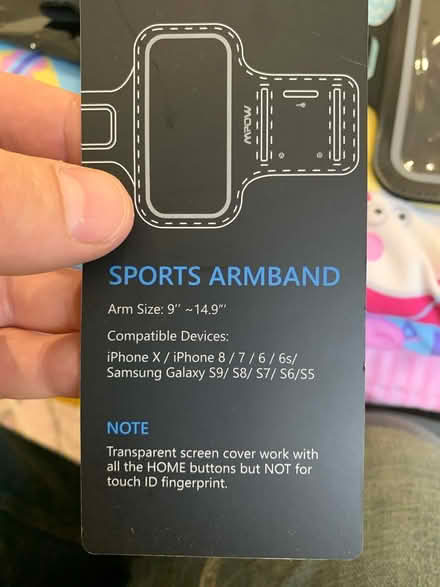 MPOW
SPORTS ARMBAND
Arm Size: 9′′ ~14.9”′
Compatible Devices:
iPhone X / iPhone 8 / 7 / 6 / 6s/
Samsung Galaxy S9/ S8/ S7/ S6/S5
NOTE
Transparent screen cover work with
all the HOME buttons but NOT for
touch ID fingerprint.